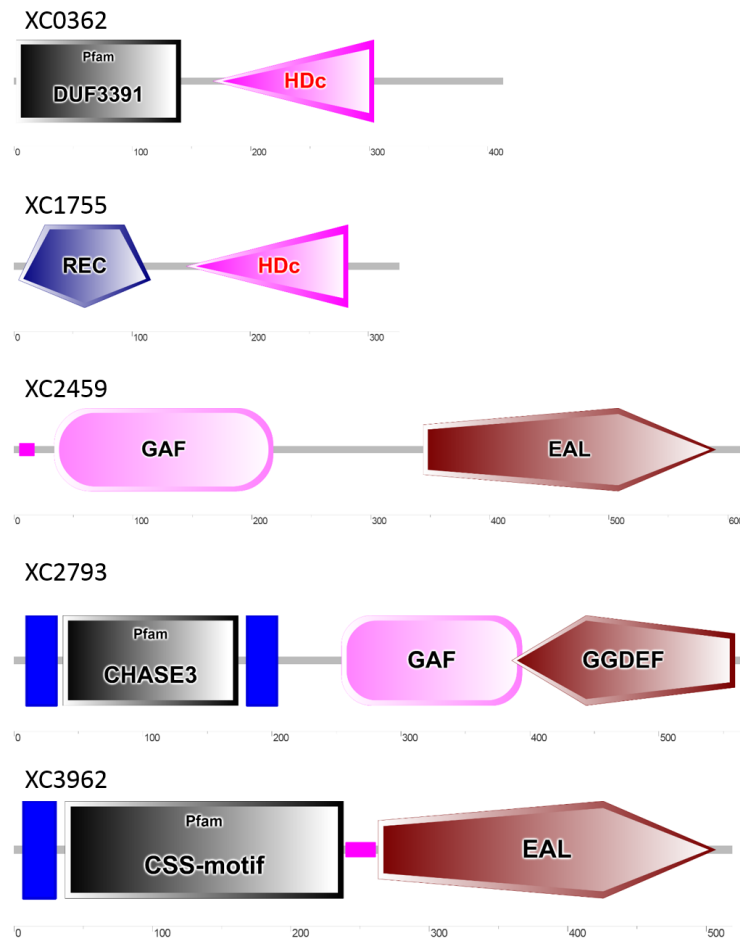 XC0362
Pfam
DUF3391 HDc
0 100 200 300 400
XC1755
REC HDc
0 100 200 300
XC2459
GAF EAL
0 100 200 300 400 500 600
XC2793
Pfam
CHASE3 GAF GGDEF
0 100 200 300 400 500
XC3962
Pfam
CSS-motif EAL
0 100 200 300 400 500